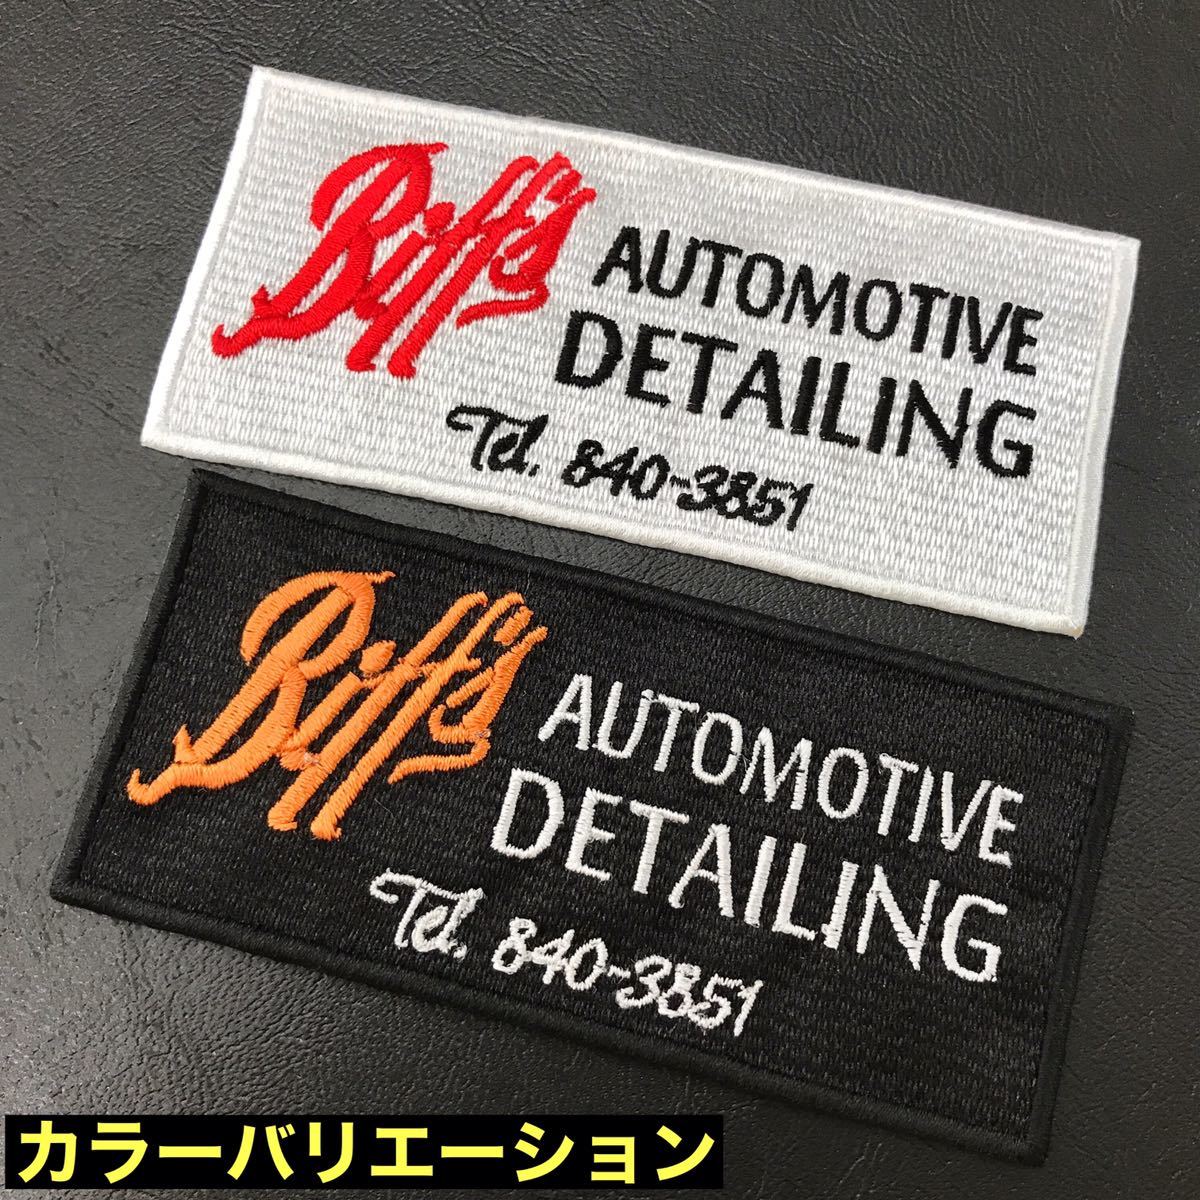 Biff's
AUTOMOTIVE
DETAILING
Tel. 840-3851
Biff's
AUTOMOTIVE
DETAILING
Tel. 840-3851
カラーバリエーション